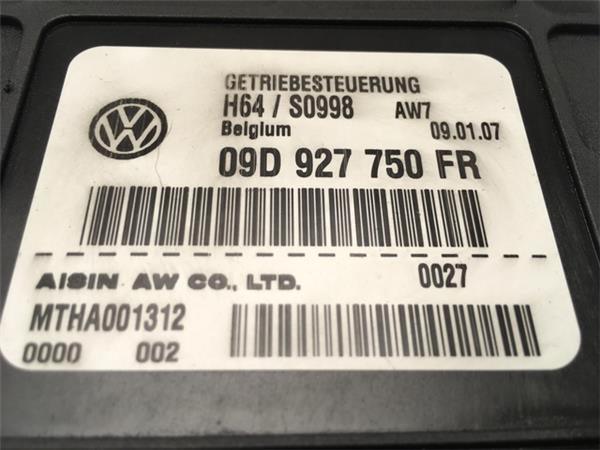 GETRIEBESTEUERUNG
H64 / S0998 AW7
Belgium 09.01.07
09D 927 750 FR
AISIN AW CO., LTD. 0027
MTHA001312
0000 002